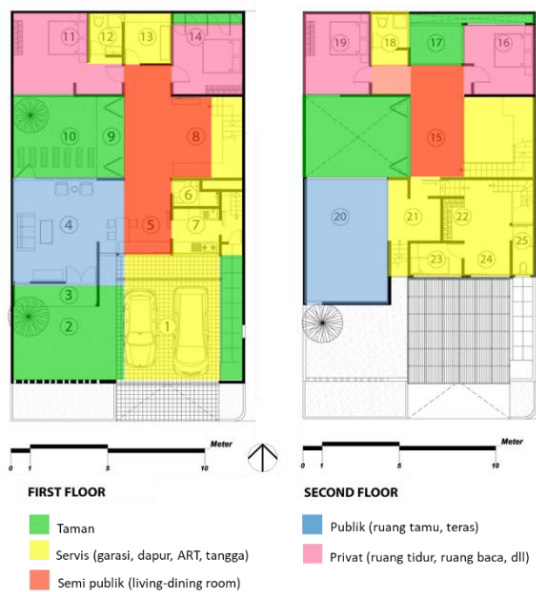 11
12
13
14
19
18
17
16
10
9
8
15
6
4
5
7
20
21
22
3
23
24
25
2
1
Meter
0 1 5 10
Meter
0 1 5 10
FIRST FLOOR
SECOND FLOOR
Taman
Publik (ruang tamu, teras)
Servis (garasi, dapur, ART, tangga)
Privat (ruang tidur, ruang baca, dll)
Semi publik (living-dining room)